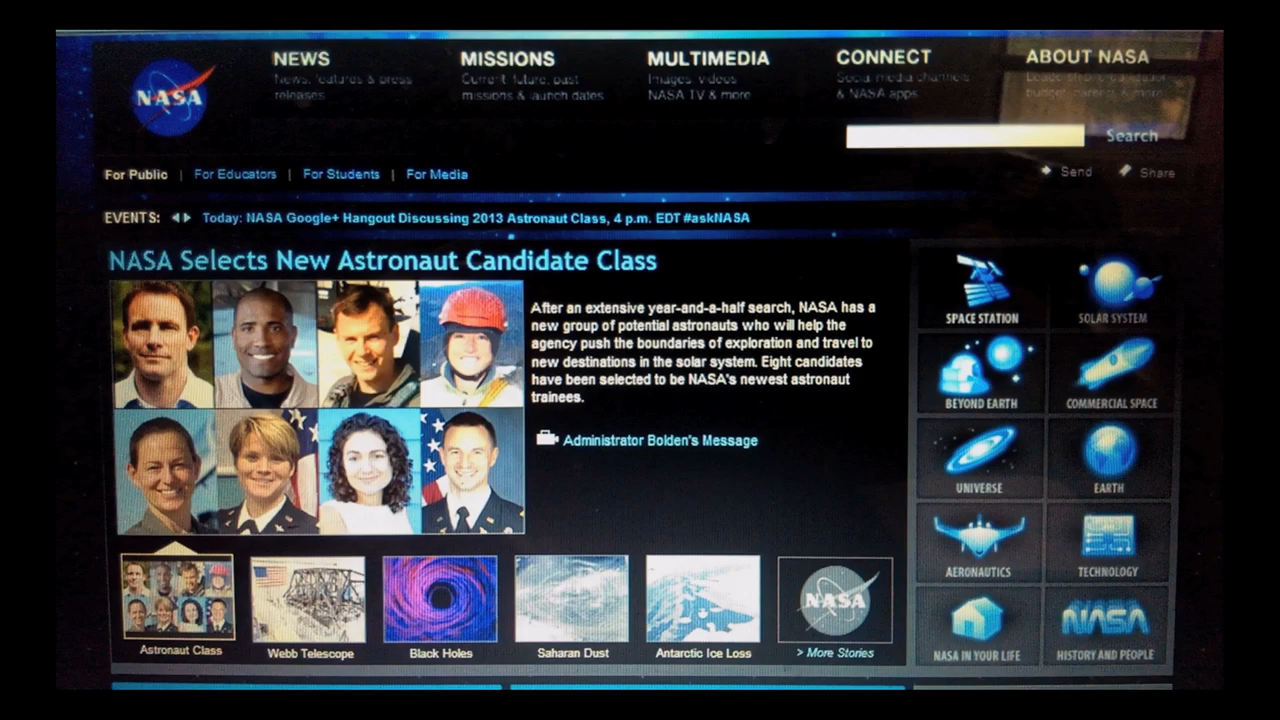 NASA
NEWS
News, features & press
releases
MISSIONS
Current, future, past
missions & launch dates
MULTIMEDIA
Images, videos,
NASA TV & more
CONNECT
Social media channels
& NASA apps
ABOUT NASA
Leadership, organization,
budget, careers & more
Search
For Public | For Educators | For Students | For Media
Send
Share
EVENTS: Today: NASA Google+ Hangout Discussing 2013 Astronaut Class, 4 p.m. EDT #askNASA
NASA Selects New Astronaut Candidate Class
After an extensive year-and-a-half search, NASA has a
new group of potential astronauts who will help the
agency push the boundaries of exploration and travel to
new destinations in the solar system. Eight candidates
have been selected to be NASA's newest astronaut
trainees.
Administrator Bolden's Message
SPACE STATION
SOLAR SYSTEM
BEYOND EARTH
COMMERCIAL SPACE
UNIVERSE
EARTH
AERONAUTICS
TECHNOLOGY
NASA IN YOUR LIFE
NASA
HISTORY AND PEOPLE
Astronaut Class
Webb Telescope
Black Holes
Saharan Dust
Antarctic Ice Loss
NASA
> More Stories